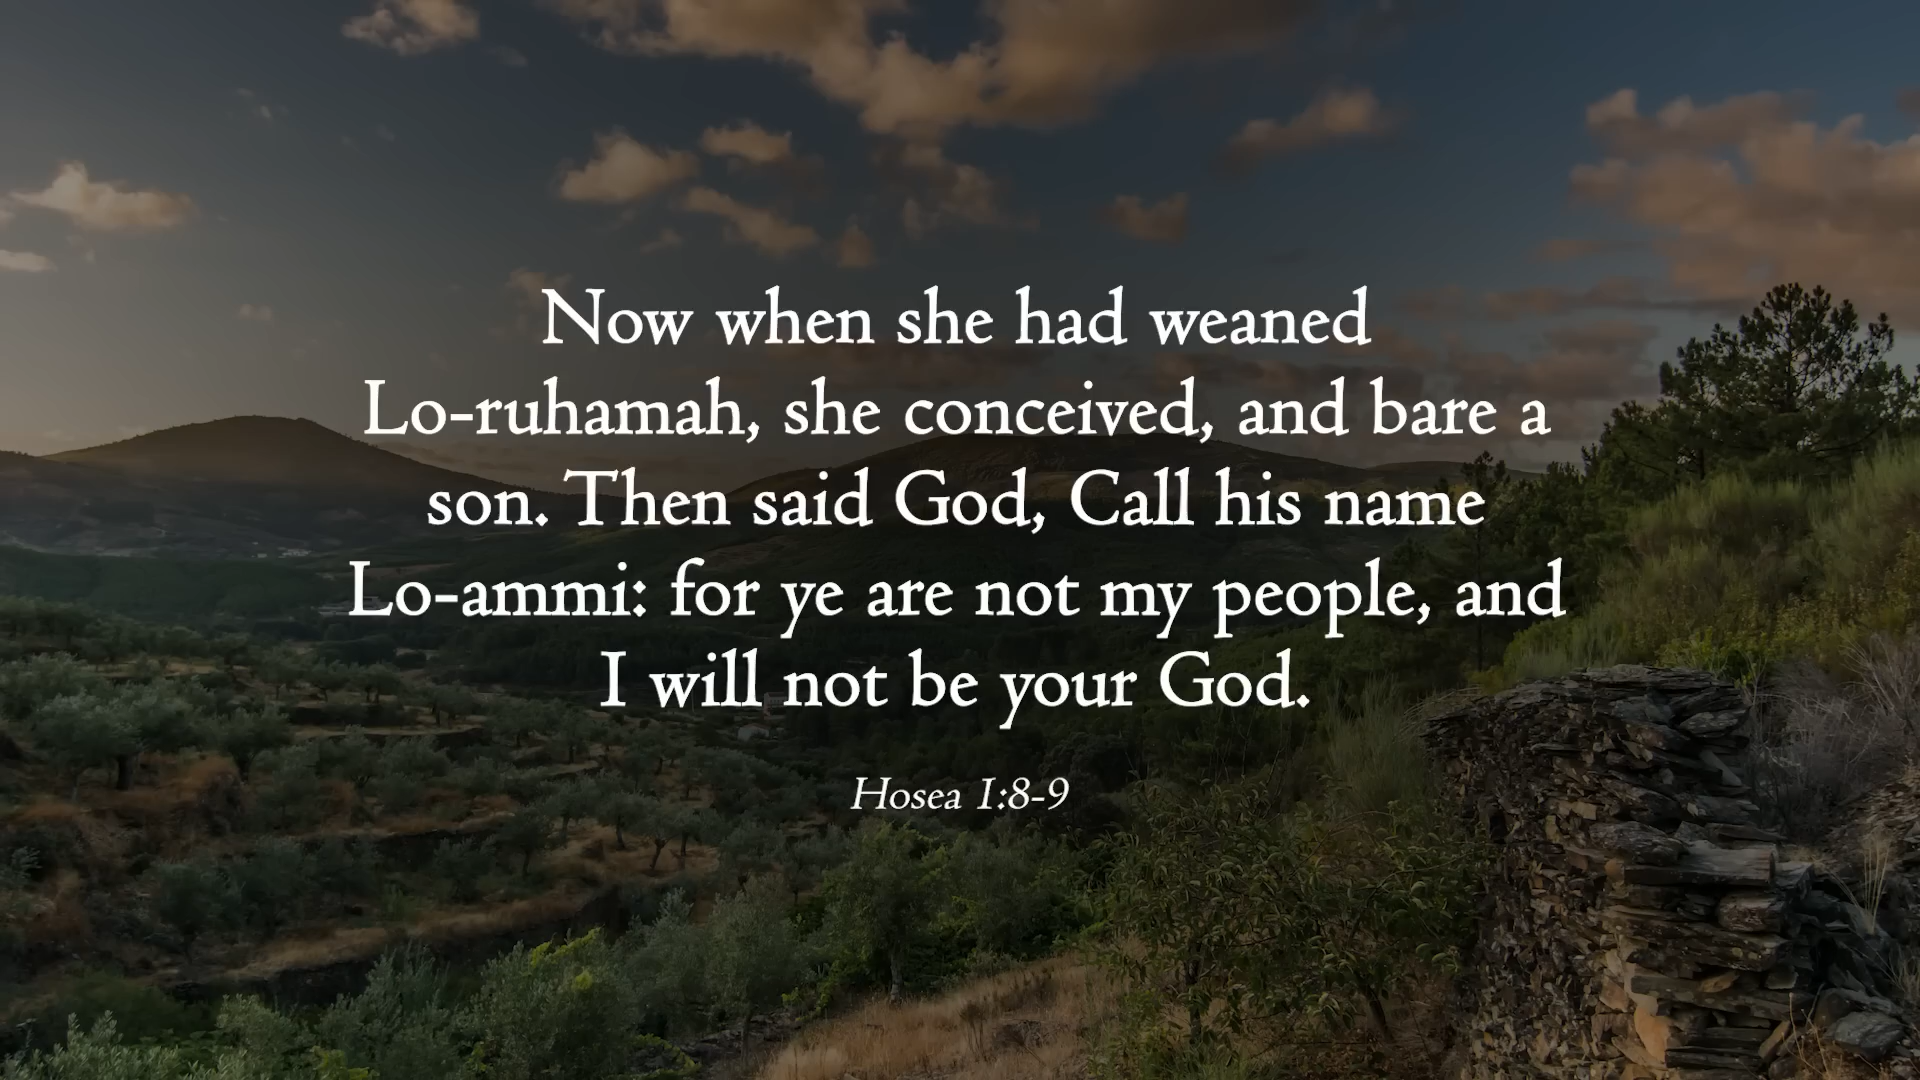 Now when she had weaned
Lo-ruhamah, she conceived, and bare a
son. Then said God, Call his name
Lo-ammi: for ye are not my people, and
I will not be your God.
Hosea 1:8-9